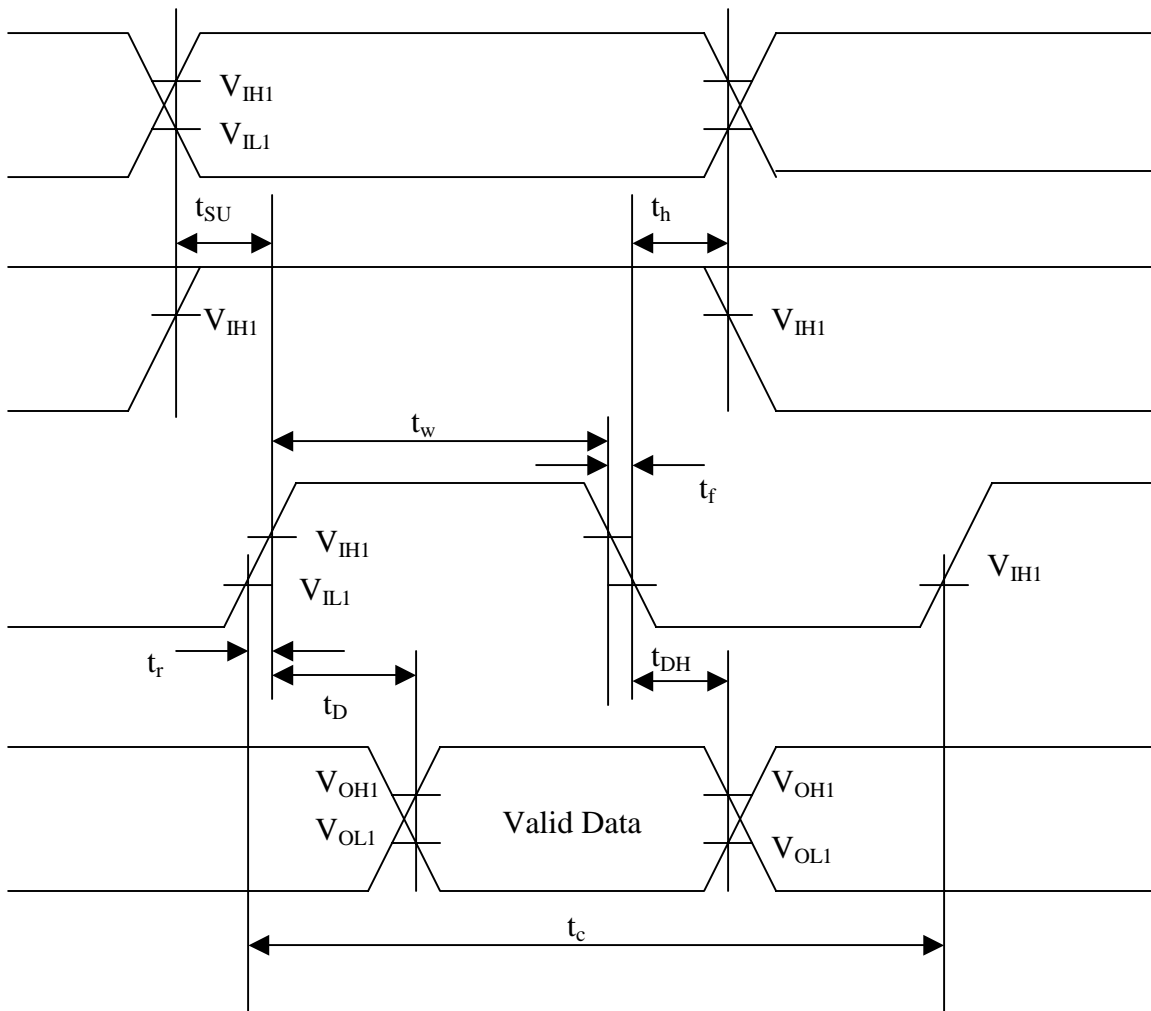 V_IH1
V_IL1
t_SU t_h
V_IH1 V_IH1
t_w
t_f
V_IH1 V_IH1
V_IL1
t_r t_DH
t_D
V_OH1 V_OH1
V_OL1 Valid Data V_OL1
t_c